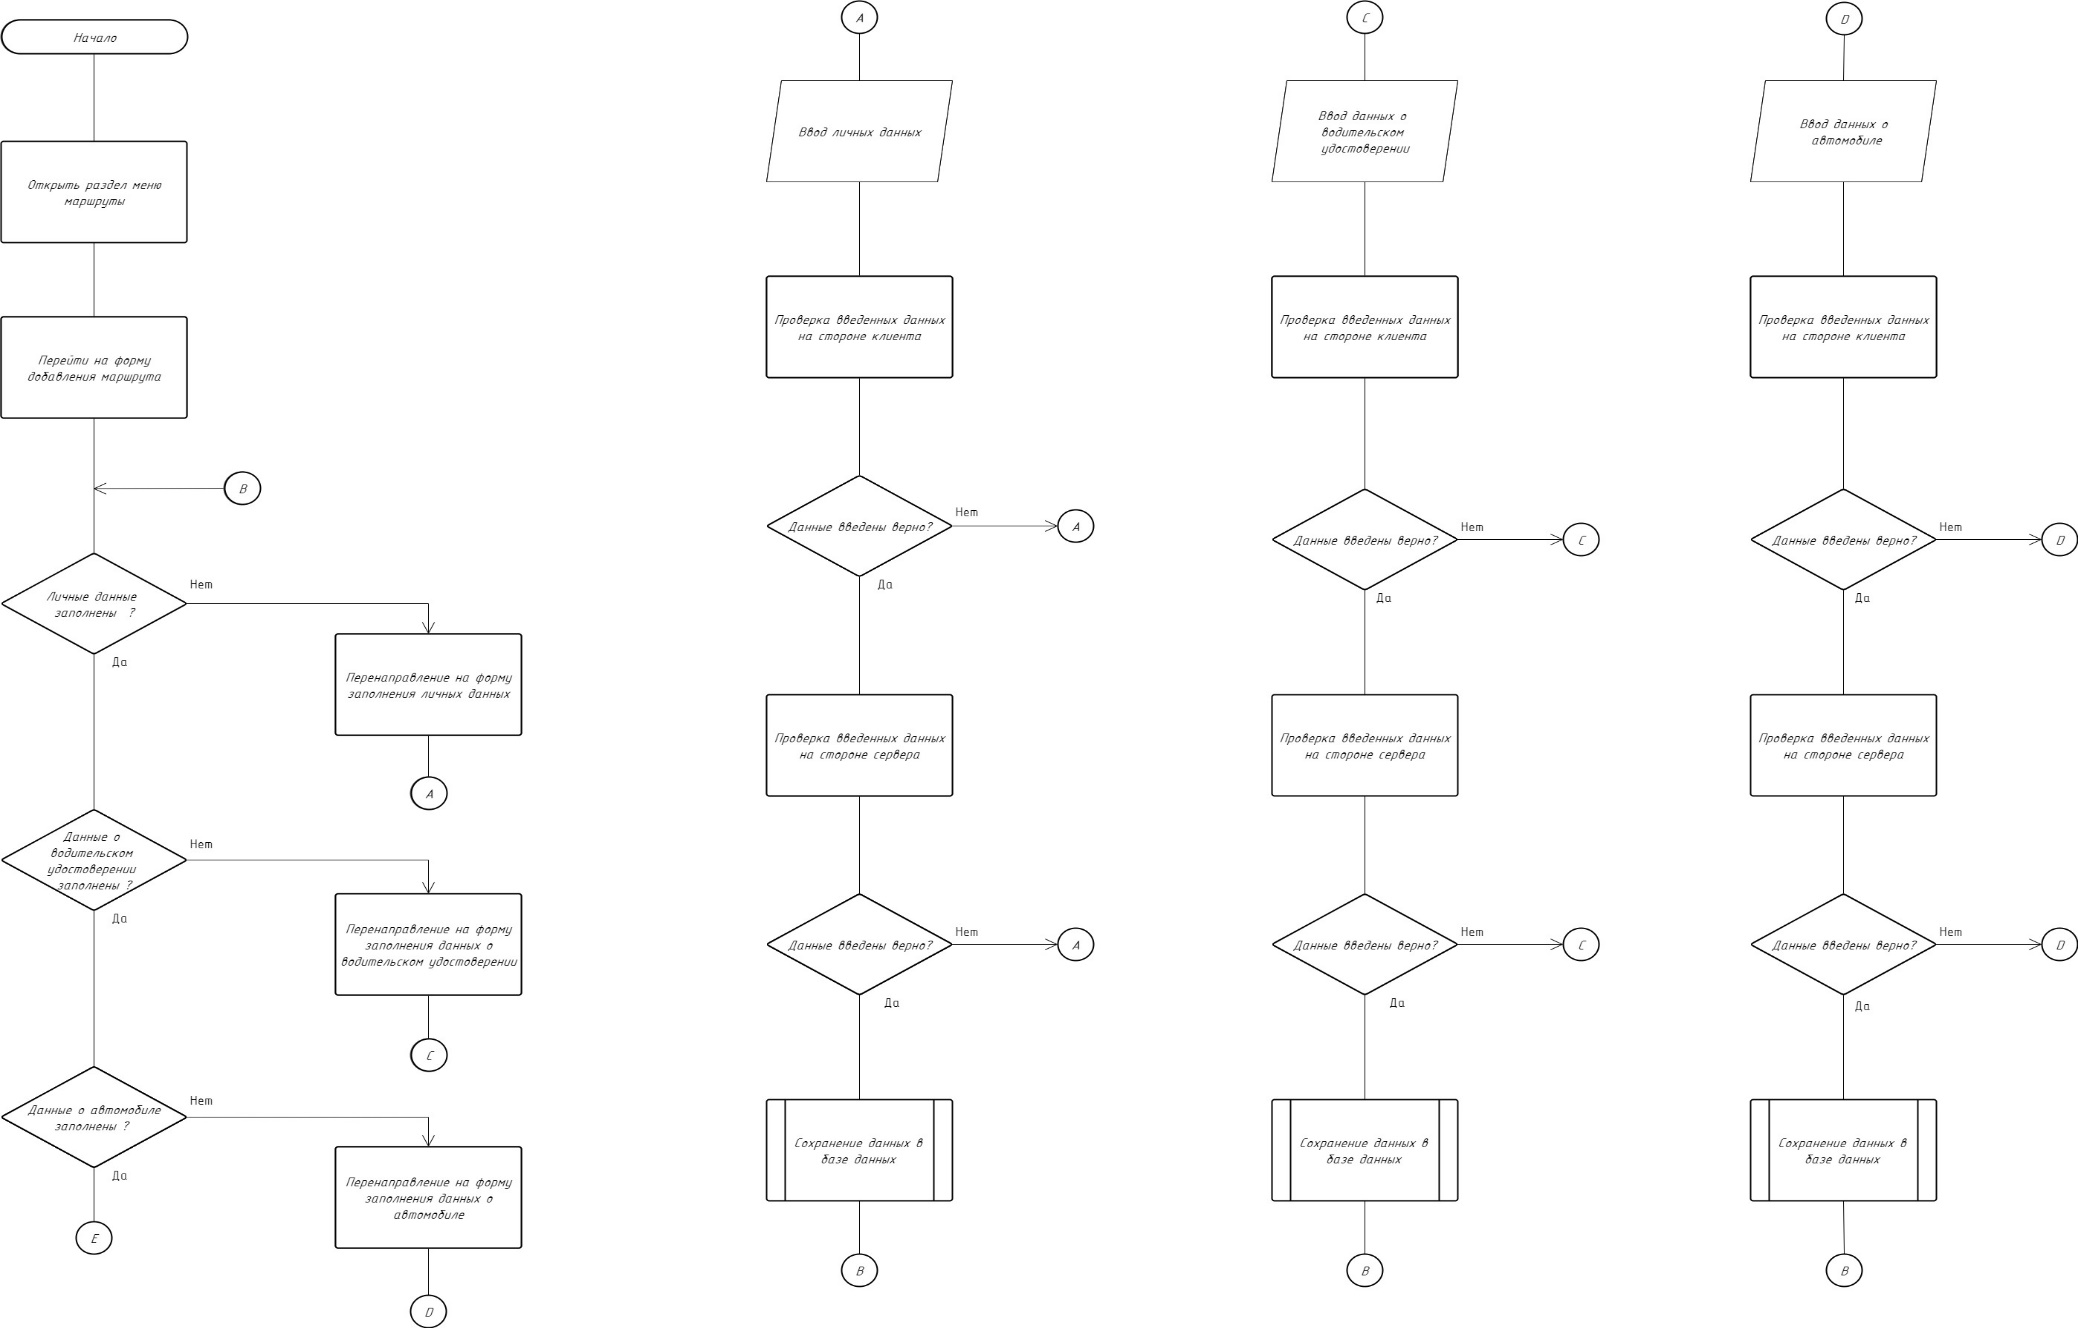 Начало
Открыть раздел меню
маршруты
Перейти на форму
добавления маршрута
B
Личные данные
заполнены ?
Нет
Да
Перенаправление на форму
заполнения личных данных
A
Данные о
водительском
удостоверении
заполнены ?
Нет
Да
Перенаправление на форму
заполнения данных о
водительском удостоверении
C
Данные о автомобиле
заполнены ?
Нет
Да
E
Перенаправление на форму
заполнения данных о
автомобиле
D
A
Ввод личных данных
Проверка введенных данных
на стороне клиента
Данные введены верно?
Нет
A
Да
Проверка введенных данных
на стороне сервера
Данные введены верно?
Нет
A
Да
Сохранение данных в
базе данных
B
C
Ввод данных о
водительском
удостоверении
Проверка введенных данных
на стороне клиента
Данные введены верно?
Нет
C
Да
Проверка введенных данных
на стороне сервера
Данные введены верно?
Нет
C
Да
Сохранение данных в
базе данных
B
D
Ввод данных о
автомобиле
Проверка введенных данных
на стороне клиента
Данные введены верно?
Нет
D
Да
Проверка введенных данных
на стороне сервера
Данные введены верно?
Нет
D
Да
Сохранение данных в
базе данных
B